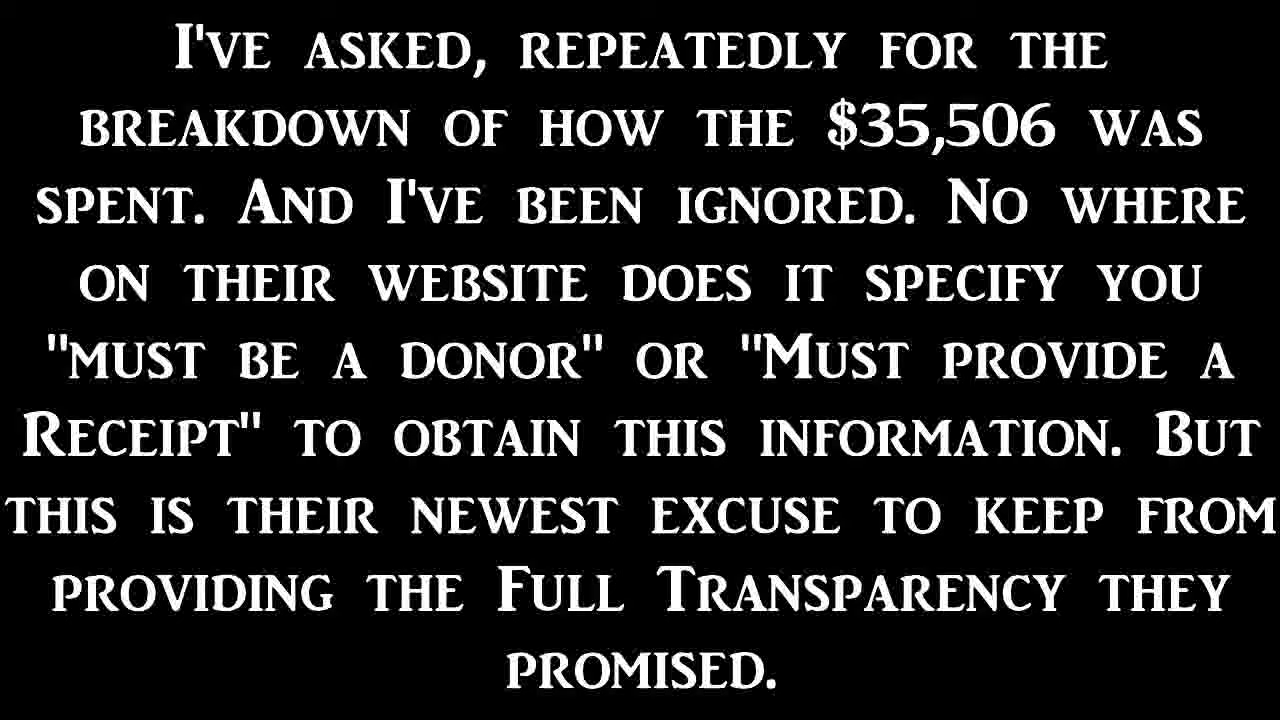 I've asked, repeatedly for the
breakdown of how the $35,506 was
spent. And I've been ignored. No where
on their website does it specify you
"must be a donor" or "Must provide a
Receipt" to obtain this information. But
this is their newest excuse to keep from
providing the Full Transparency they
promised.